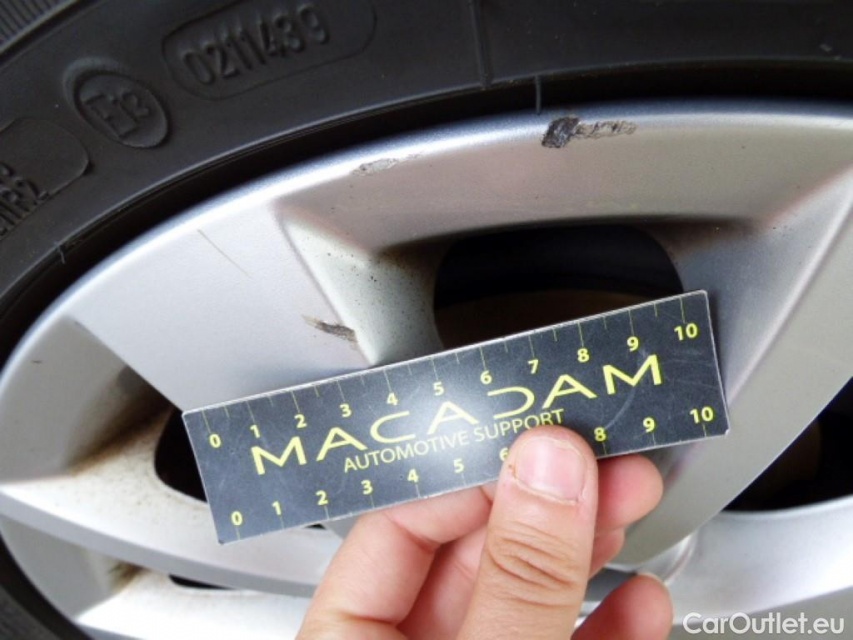 0211439
E13
0 1 2 3 4 5 6 7 8 9 10
MACADAM
AUTOMOTIVE SUPPORT
0 1 2 3 4 5 6 8 9 10
CarOutlet.eu